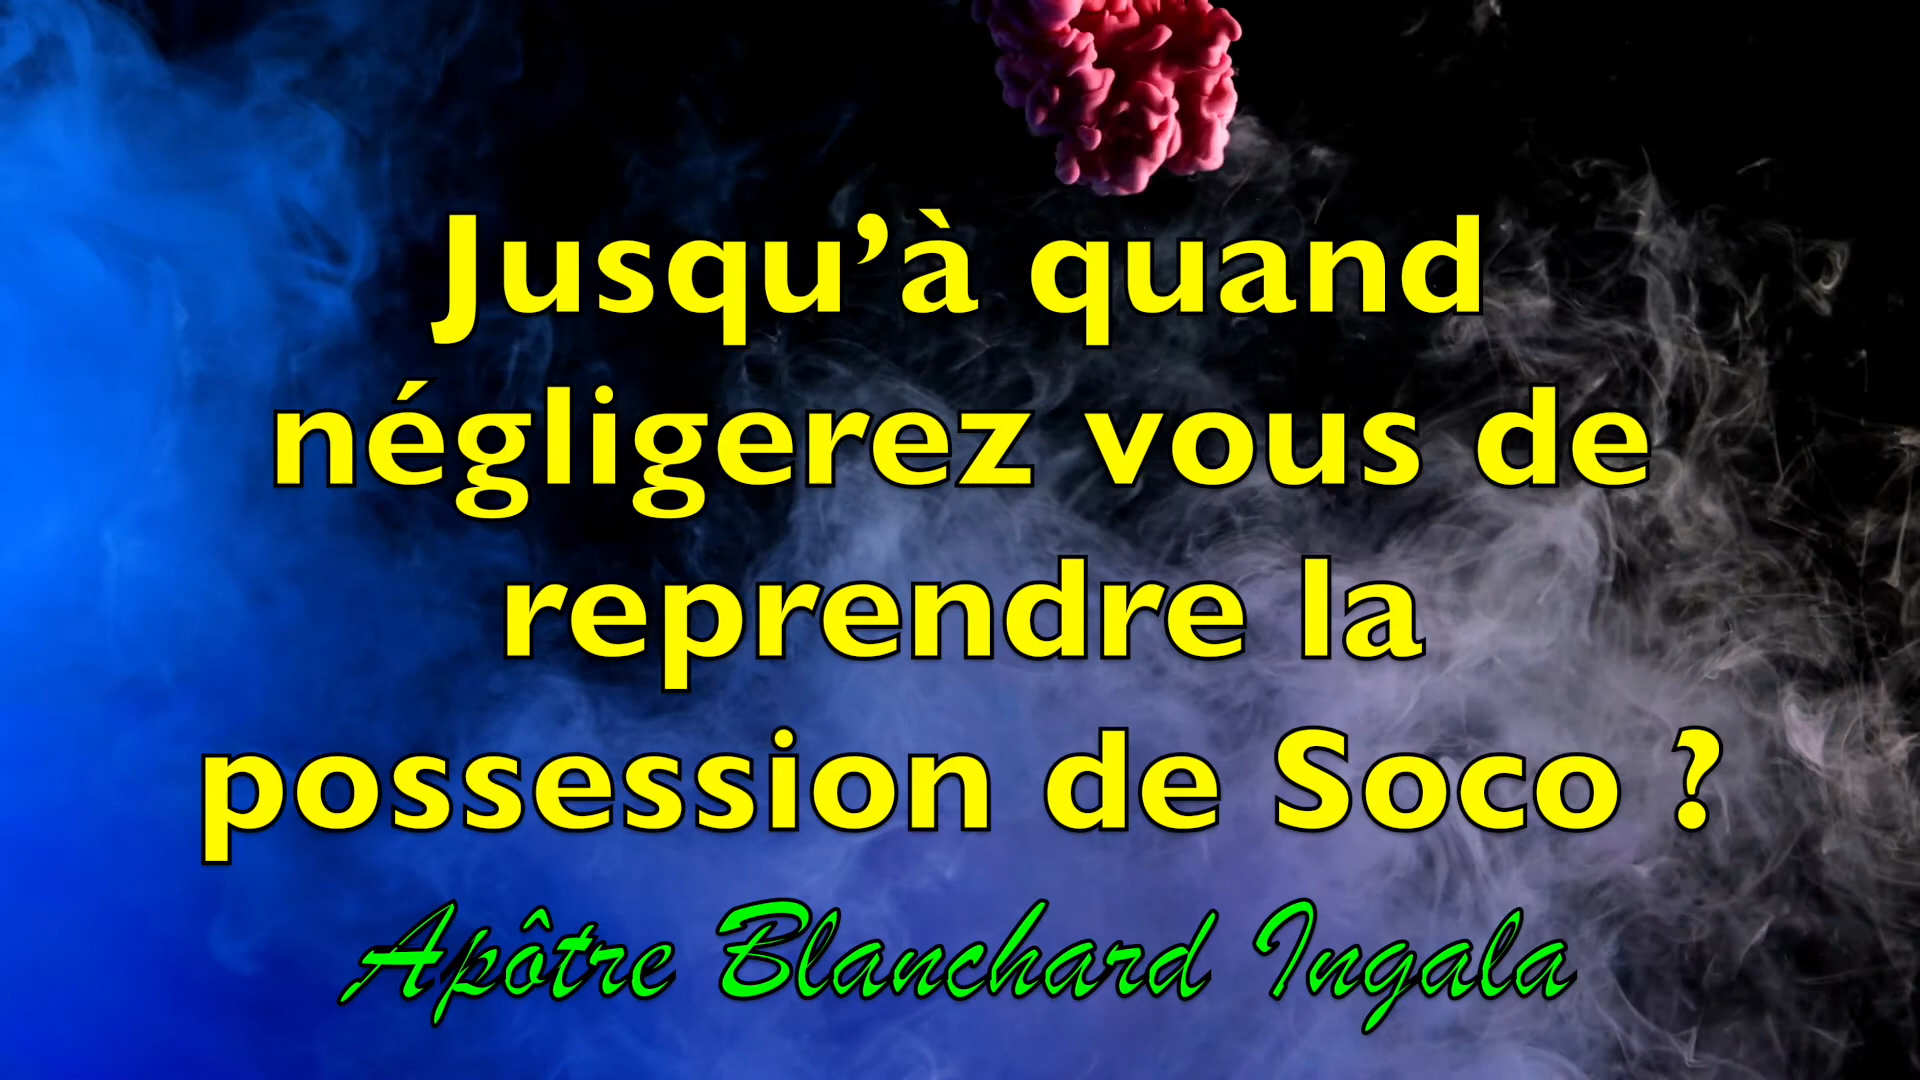 Jusqu’à quand
négligerez vous de
reprendre la
possession de Soco ?
Apôtre Blanchard Ingala